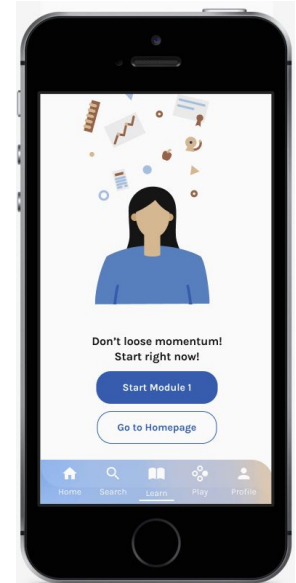 Don't loose momentum!
Start right now!
Start Module 1
Go to Homepage
Home Search Learn Play Profile